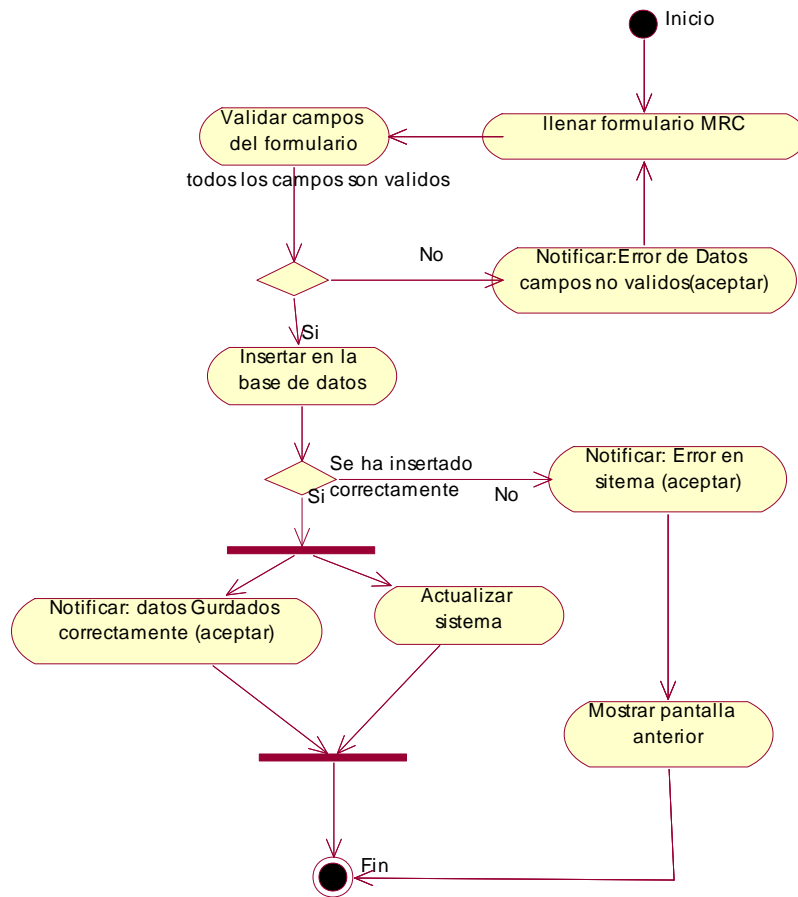 Inicio
llenar formulario MRC
Validar campos
del formulario
todos los campos son validos
No
Notificar:Error de Datos
campos no validos(aceptar)
Si
Insertar en la
base de datos
Se ha insertado
correctamente
No
Si
Notificar: Error en
sitema (aceptar)
Notificar: datos Gurdados
correctamente (aceptar)
Actualizar
sistema
Mostrar pantalla
anterior
Fin